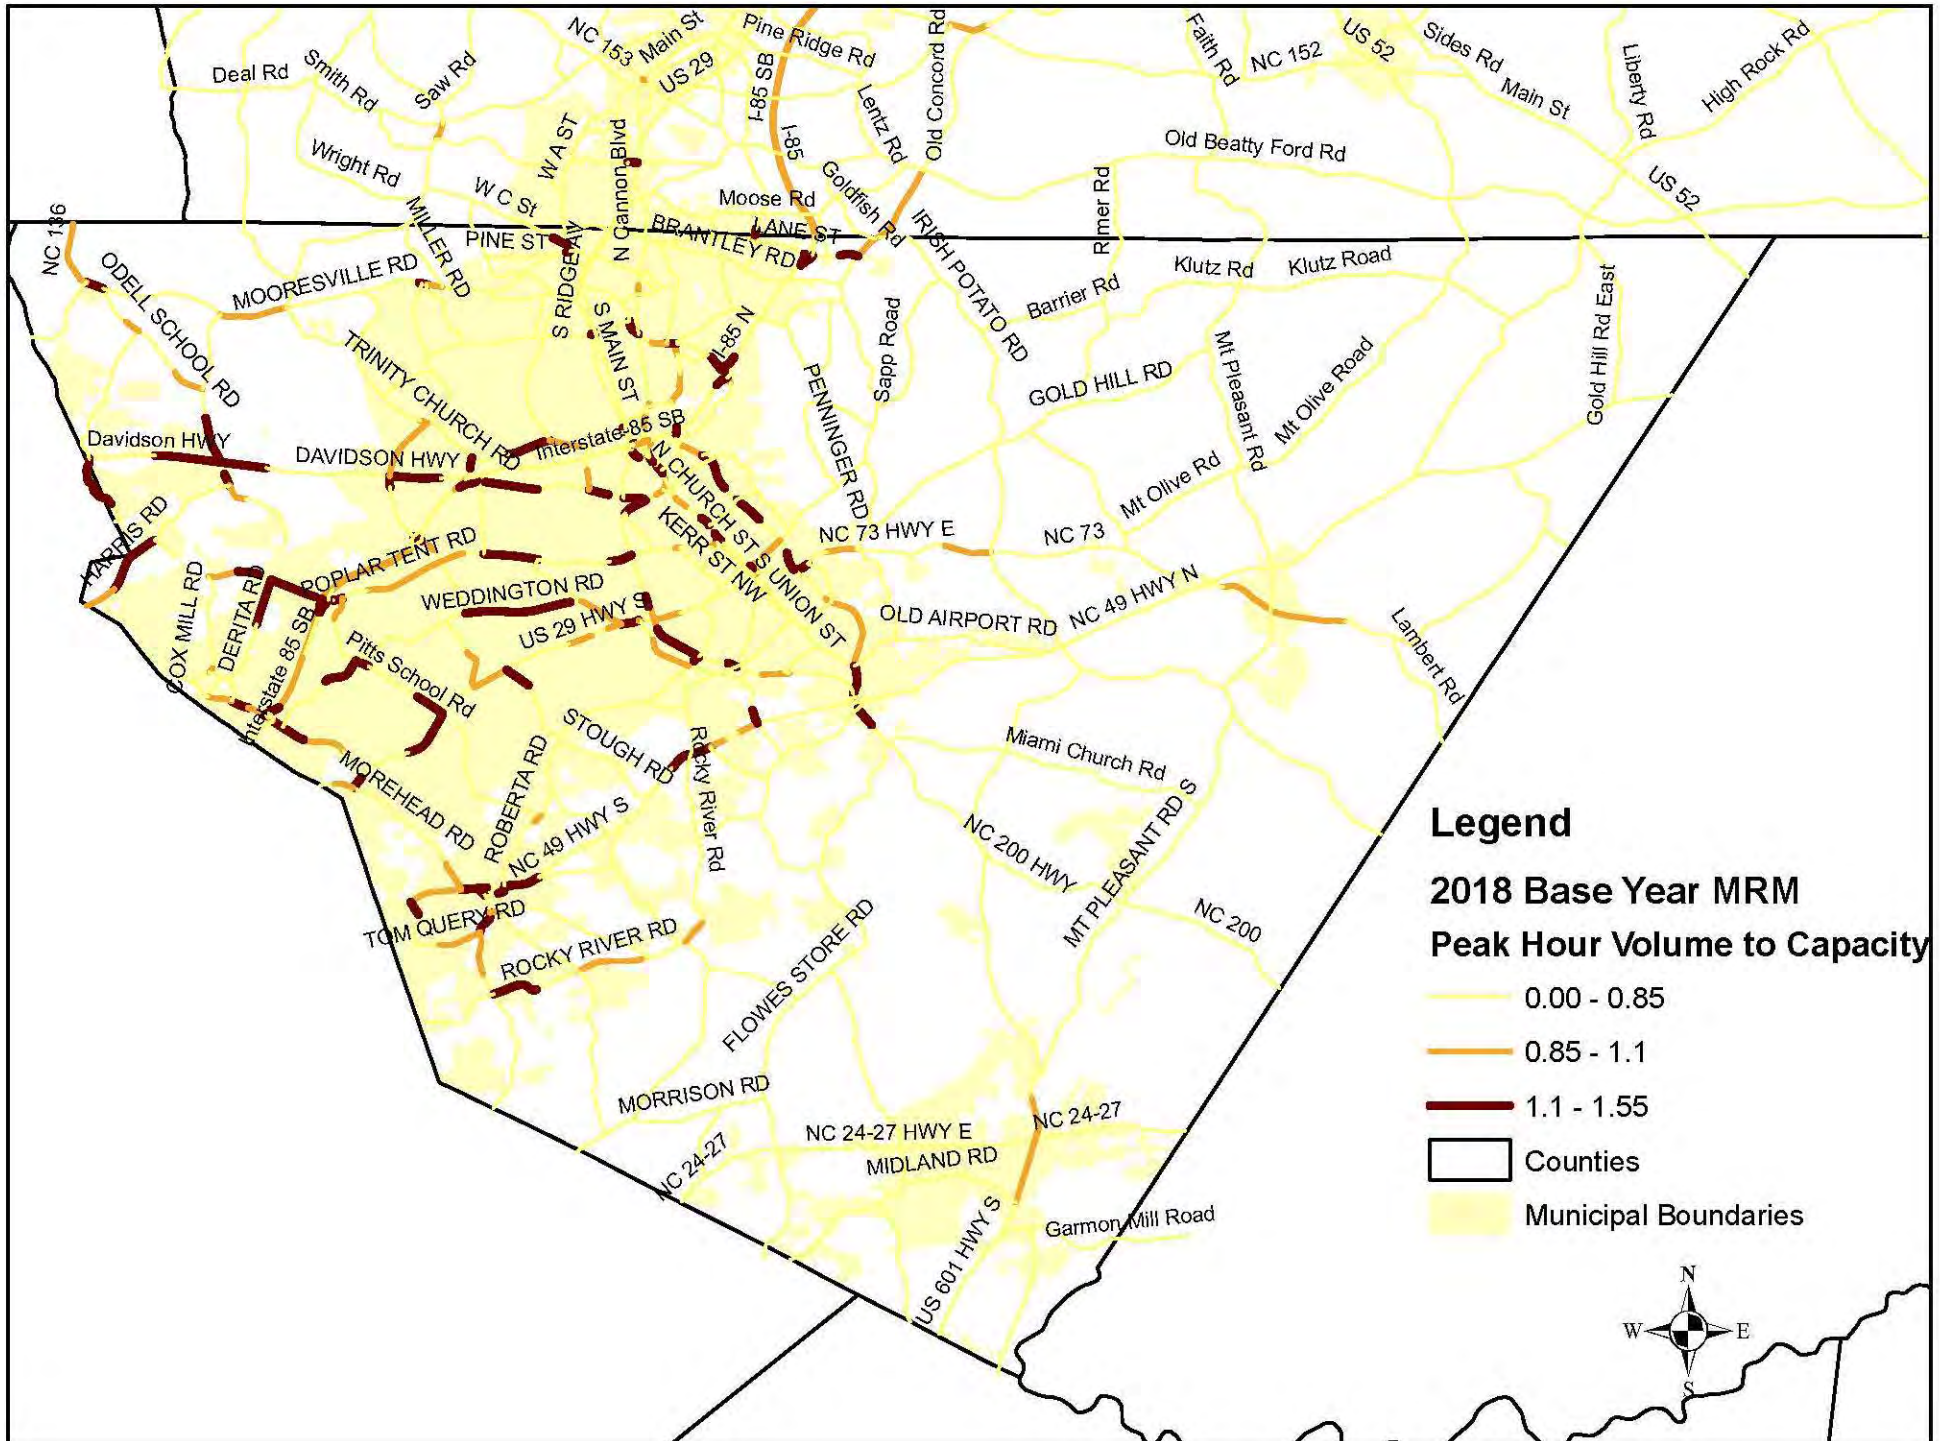 NC 153
Main St
US 29
Pine Ridge Rd
I-85 SB
I-85
Lentz Rd
Old Concord Rd
Faith Rd
NC 152
US 52
Sides Rd
Main St
Liberty Rd
High Rock Rd
Deal Rd
Smith Rd
Saw Rd
Wright Rd
W A ST
W C St
N Cannon Blvd
Moose Rd
Goldfish Rd
Old Beatty Ford Rd
Rimer Rd
US 52
NC 136
ODELL SCHOOL RD
MOORESVILLE RD
MILLER RD
PINE ST
S RIDGE AV
BRANTLEY RD
LANE ST
IRISH POTATO RD
Klutz Rd
Klutz Road
Barrier Rd
Gold Hill Rd East
S MAIN ST
I-85 N
TRINITY CHURCH RD
PENNINGER RD
Sapp Road
GOLD HILL RD
Mt Pleasant Rd
Mt Olive Road
Davidson HWY
DAVIDSON HWY
Interstate-85 SB
N CHURCH ST
Mt Olive Rd
HARRIS RD
KERR ST NW
S UNION ST
NC 73 HWY E
NC 73
COX MILL RD
DERITA RD
POPLAR TENT RD
WEDDINGTON RD
US 29 HWY S
OLD AIRPORT RD
NC 49 HWY N
Lambert Rd
Interstate 85 SB
Pitts School Rd
STOUGH RD
Rocky River Rd
Miami Church Rd
MOREHEAD RD
ROBERTA RD
NC 49 HWY S
NC 200 HWY
MT PLEASANT RD S
NC 200
TOM QUERY RD
ROCKY RIVER RD
FLOWES STORE RD
MORRISON RD
NC 24-27
NC 24-27 HWY E
MIDLAND RD
NC 24-27
US 601 HWY S
Garmon Mill Road
Legend
2018 Base Year MRM
Peak Hour Volume to Capacity
0.00 - 0.85
0.85 - 1.1
1.1 - 1.55
Counties
Municipal Boundaries
N
W
E
S